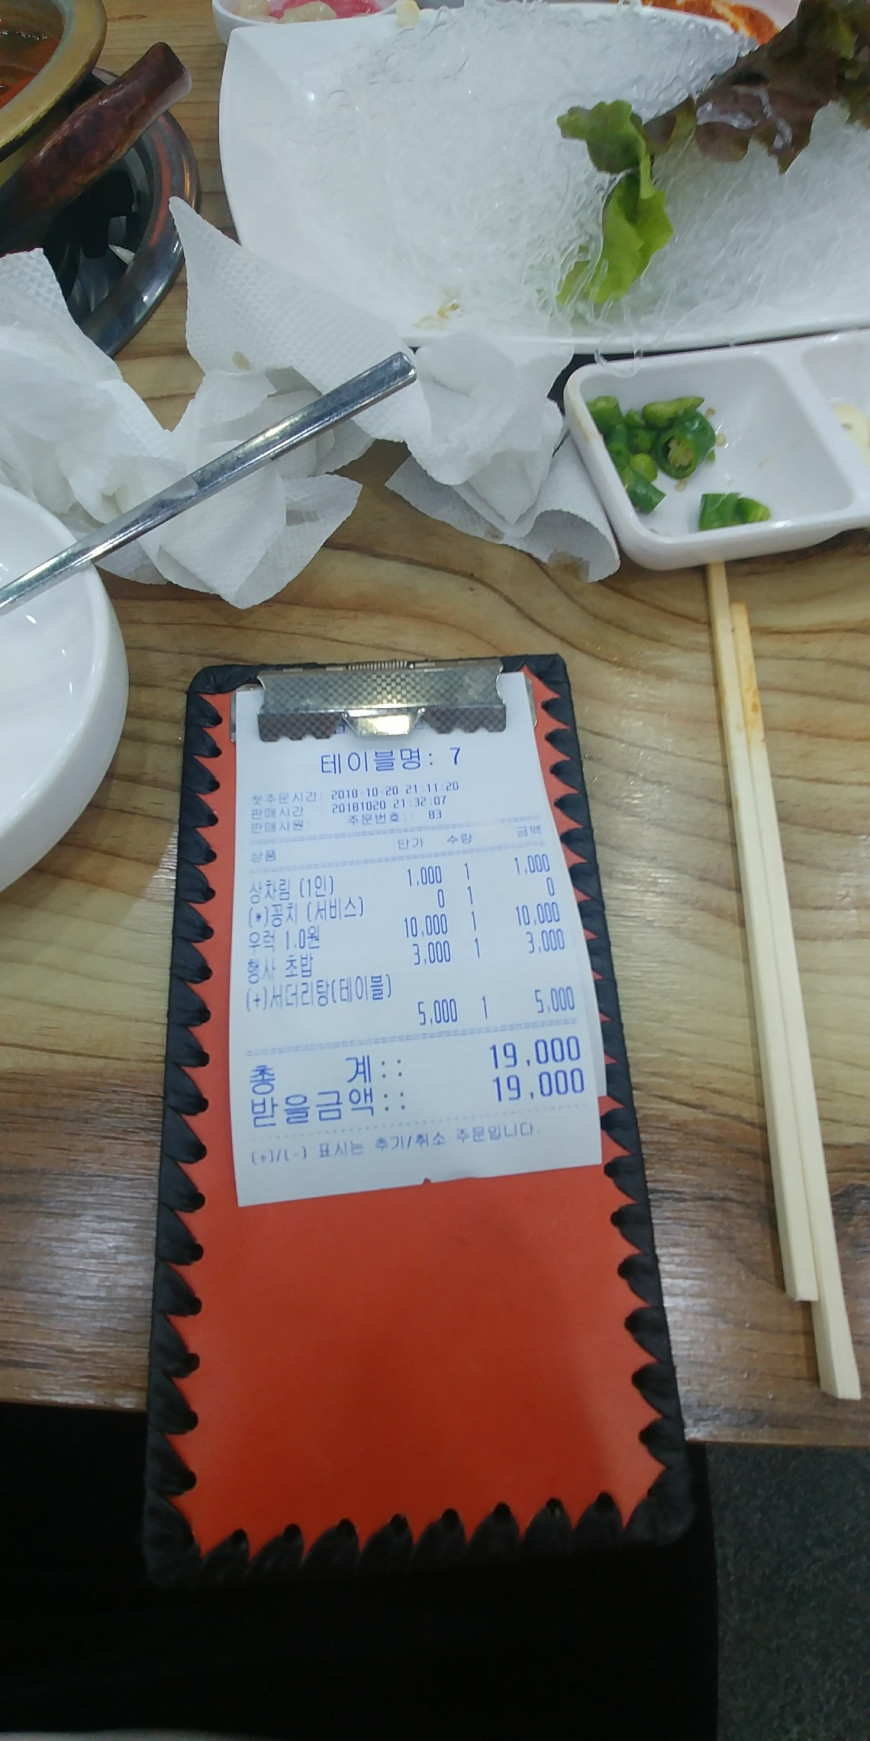 테이블명: 7
첫주문시간: 2018-10-20 21:11:20
판매시간 : 20181020 21:32:07
판매사원: 주문번호: 03
상품 단가 수량 금액
상차림 (1인) 1,000 1 1,000
(*)꽁치 (서비스) 0 1 0
우럭 1.0원 10,000 1 10,000
행사 초밥 3,000 1 3,000
(+)서더리탕(테이블)
5,000 1 5,000
총 계:: 19,000
받을금액:: 19,000
(+)/(-) 표시는 추가/취소 주문입니다.